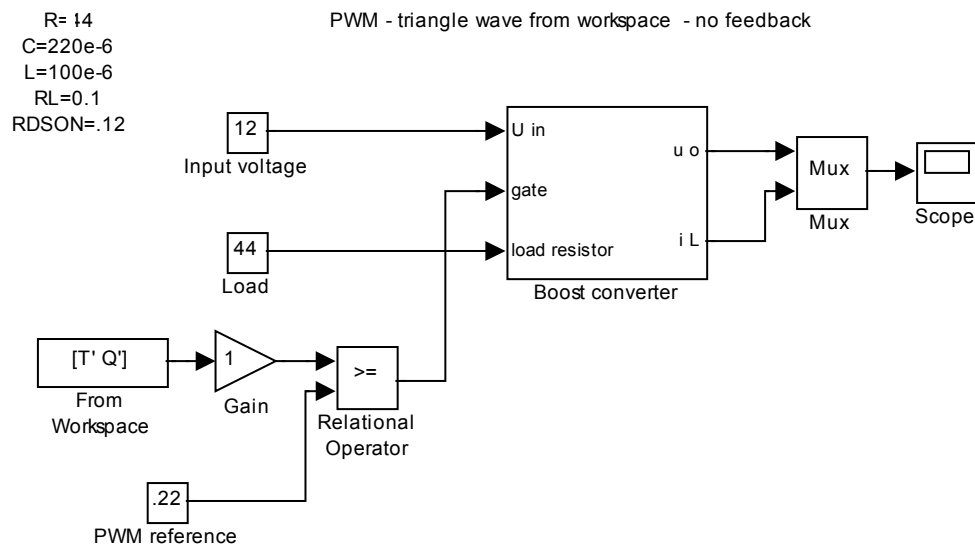 PWM - triangle wave from workspace - no feedback
C=220e-6
L=100e-6
RL=0.1
RDSON=.12
12
Input voltage
44
Load
U in
gate
load resistor
u o
i L
Boost converter
Mux
Mux
Scope
[T' Q']
From
Workspace
1
Gain
>=
Relational
Operator
.22
PWM reference